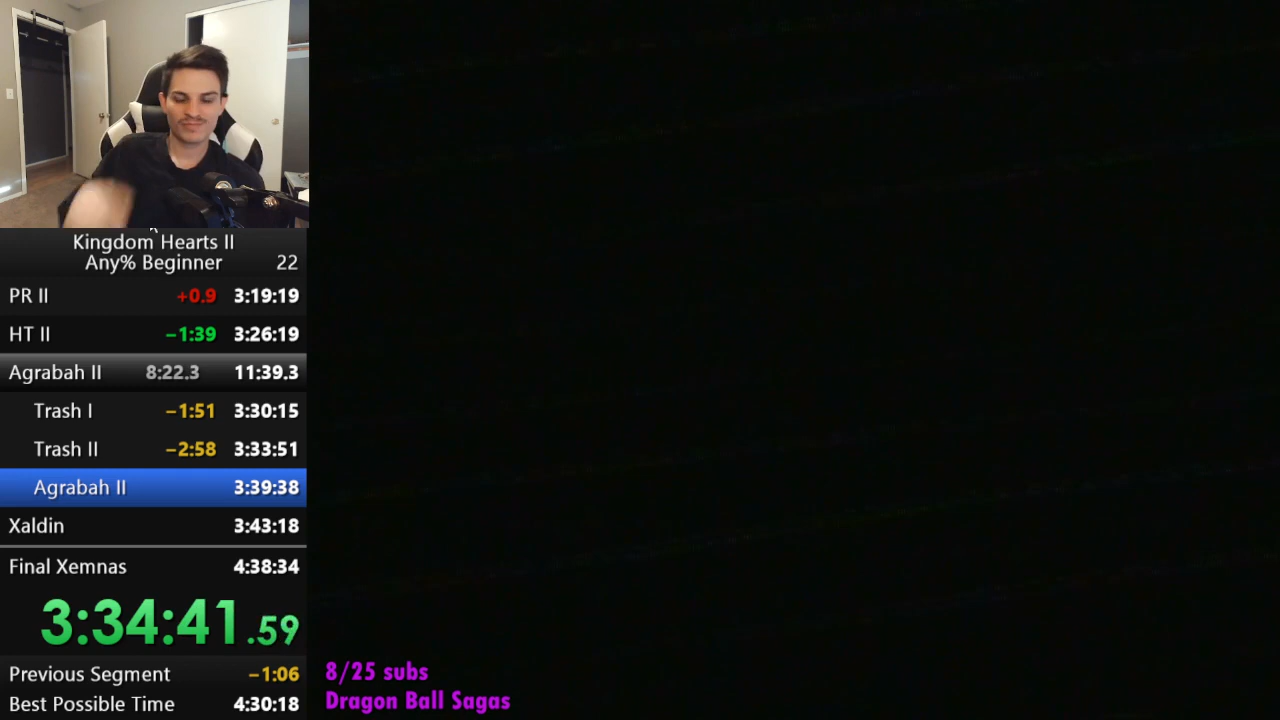 Kingdom Hearts II
Any% Beginner 22
PR II +0.9 3:19:19
HT II −1:39 3:26:19
Agrabah II 8:22.3 11:39.3
Trash I −1:51 3:30:15
Trash II −2:58 3:33:51
Agrabah II 3:39:38
Xaldin 3:43:18
Final Xemnas 4:38:34
3:34:41.59
Previous Segment −1:06
Best Possible Time 4:30:18
8/25 subs
Dragon Ball Sagas